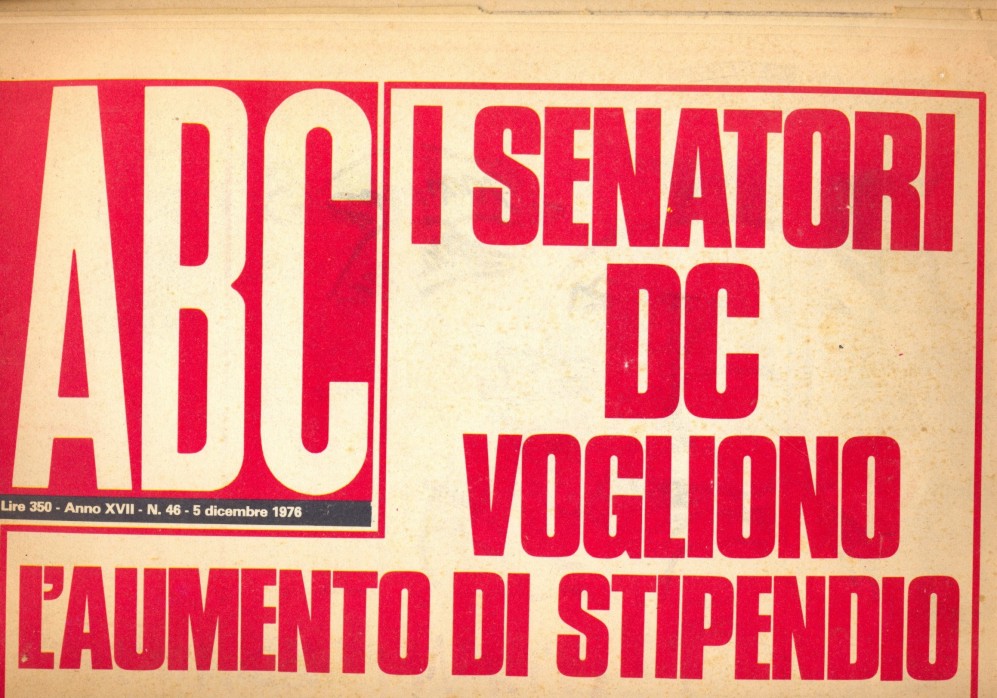 ABC
Lire 350 - Anno XVII - N. 46 - 5 dicembre 1976
I SENATORI
DC
VOGLIONO
L'AUMENTO DI STIPENDIO